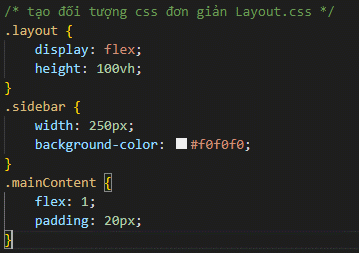 /* tạo đối tượng css đơn giản Layout.css */
.layout {
    display: flex;
    height: 100vh;
}
.sidebar {
    width: 250px;
    background-color: #f0f0f0;
}
.mainContent {
    flex: 1;
    padding: 20px;
}